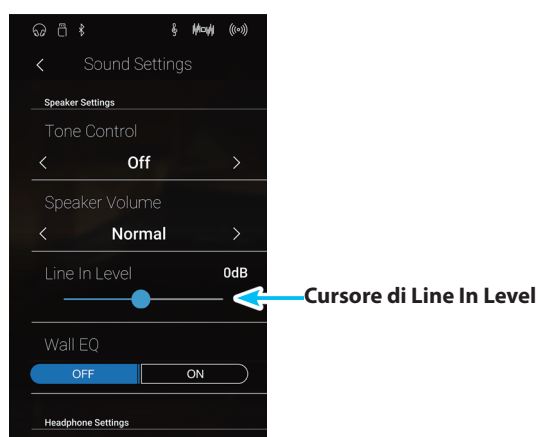 Sound Settings
Speaker Settings
Tone Control
Off
Speaker Volume
Normal
Line In Level 0dB
Cursore di Line In Level
Wall EQ
OFF ON
Headphone Settings